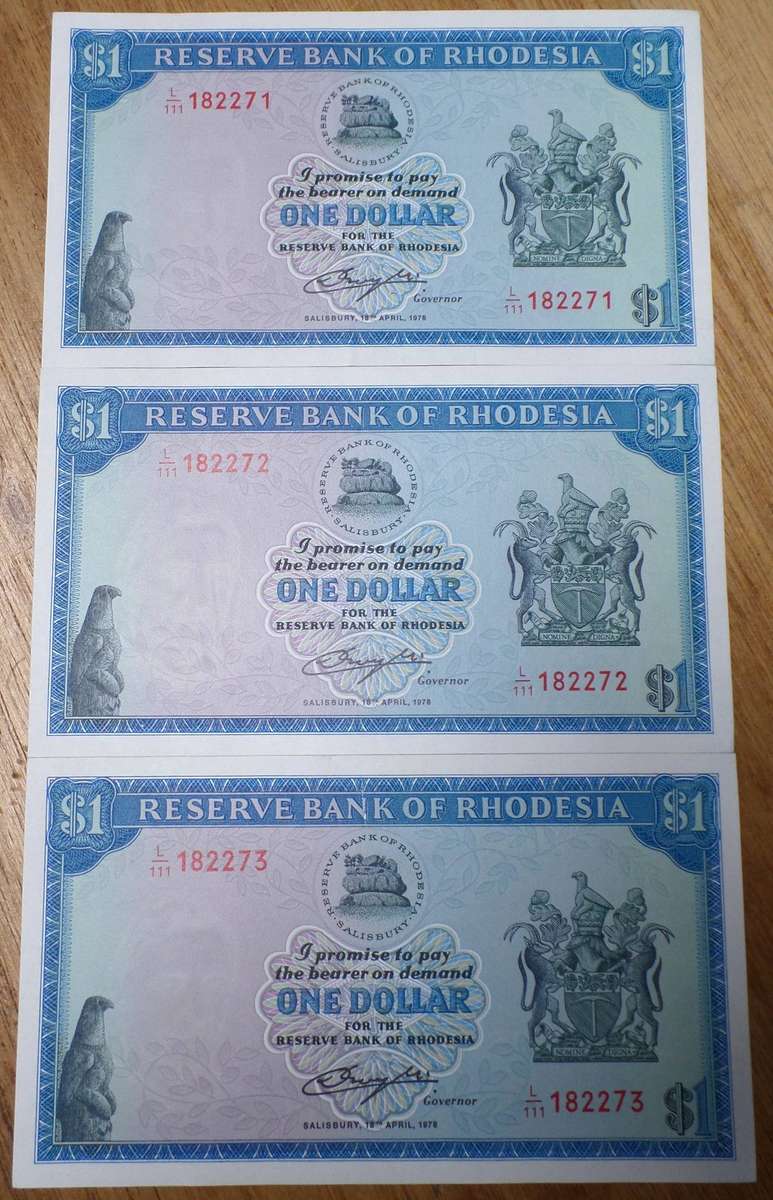 $1 RESERVE BANK OF RHODESIA $1
L/111 182271
RESERVE BANK OF RHODESIA
· SALISBURY ·
I promise to pay
the bearer on demand
ONE DOLLAR
FOR THE
RESERVE BANK OF RHODESIA
Governor
SALISBURY, 18TH APRIL, 1978
NOMINE DIGNA
L/111 182271
$1
$1 RESERVE BANK OF RHODESIA $1
L/111 182272
RESERVE BANK OF RHODESIA
· SALISBURY ·
I promise to pay
the bearer on demand
ONE DOLLAR
FOR THE
RESERVE BANK OF RHODESIA
Governor
SALISBURY, 18TH APRIL, 1978
NOMINE DIGNA
L/111 182272
$1
$1 RESERVE BANK OF RHODESIA $1
L/111 182273
RESERVE BANK OF RHODESIA
· SALISBURY ·
I promise to pay
the bearer on demand
ONE DOLLAR
FOR THE
RESERVE BANK OF RHODESIA
Governor
SALISBURY, 18TH APRIL, 1978
NOMINE DIGNA
L/111 182273
$1